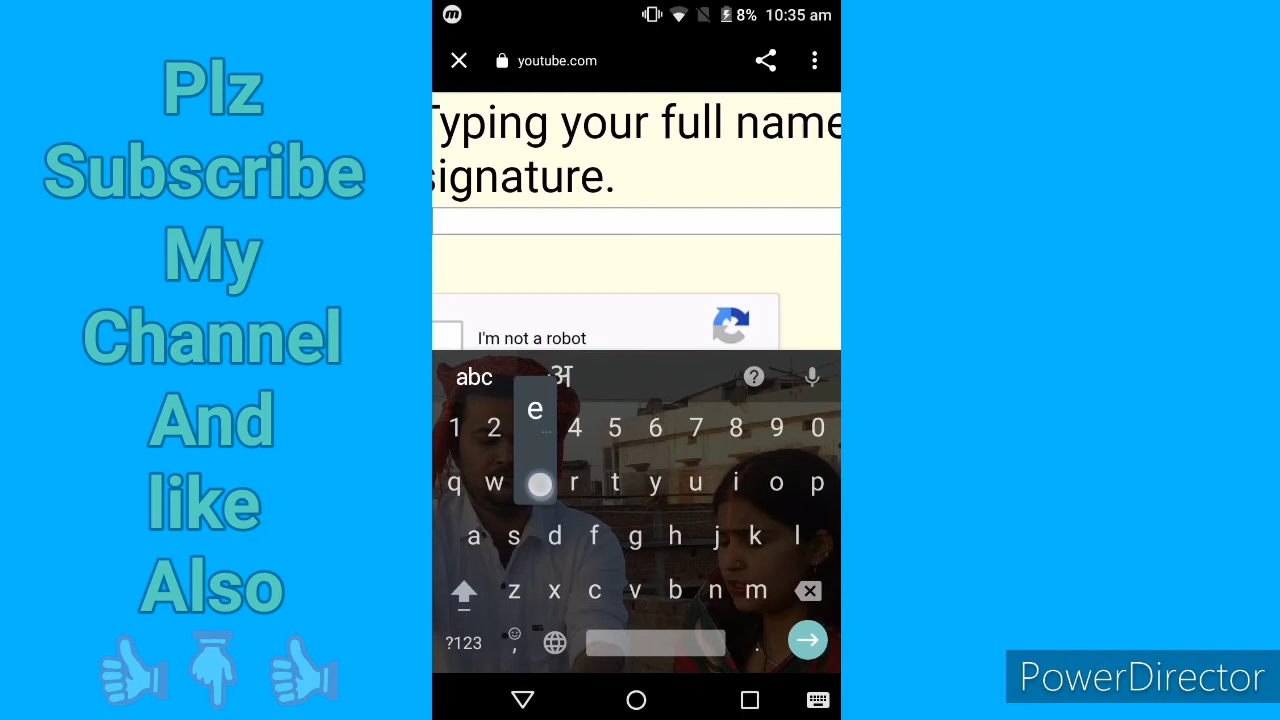 Plz
Subscribe
My
Channel
And
like
Also
8% 10:35 am
youtube.com
Typing your full name
signature.
I'm not a robot
abc अ
e
1 2 4 5 6 7 8 9 0
q w r t y u i o p
a s d f g h j k l
z x c v b n m
?123 , .
PowerDirector